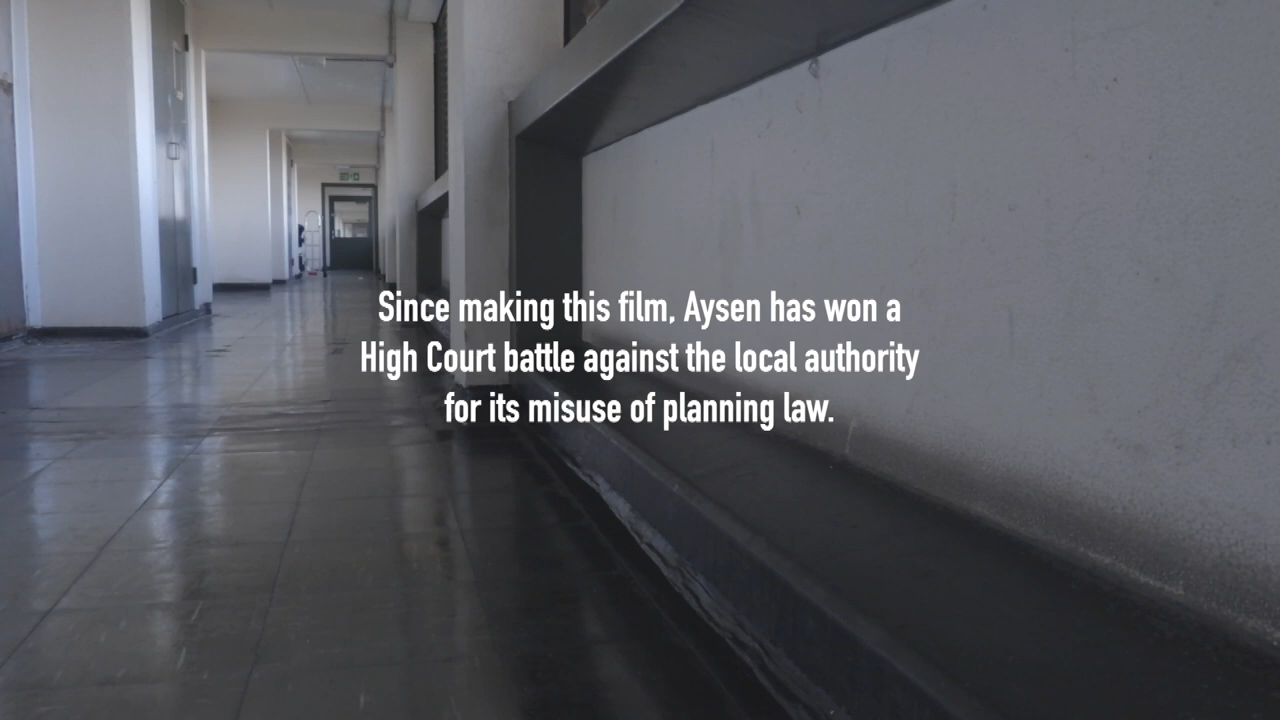 Since making this film, Aysen has won a
High Court battle against the local authority
for its misuse of planning law.